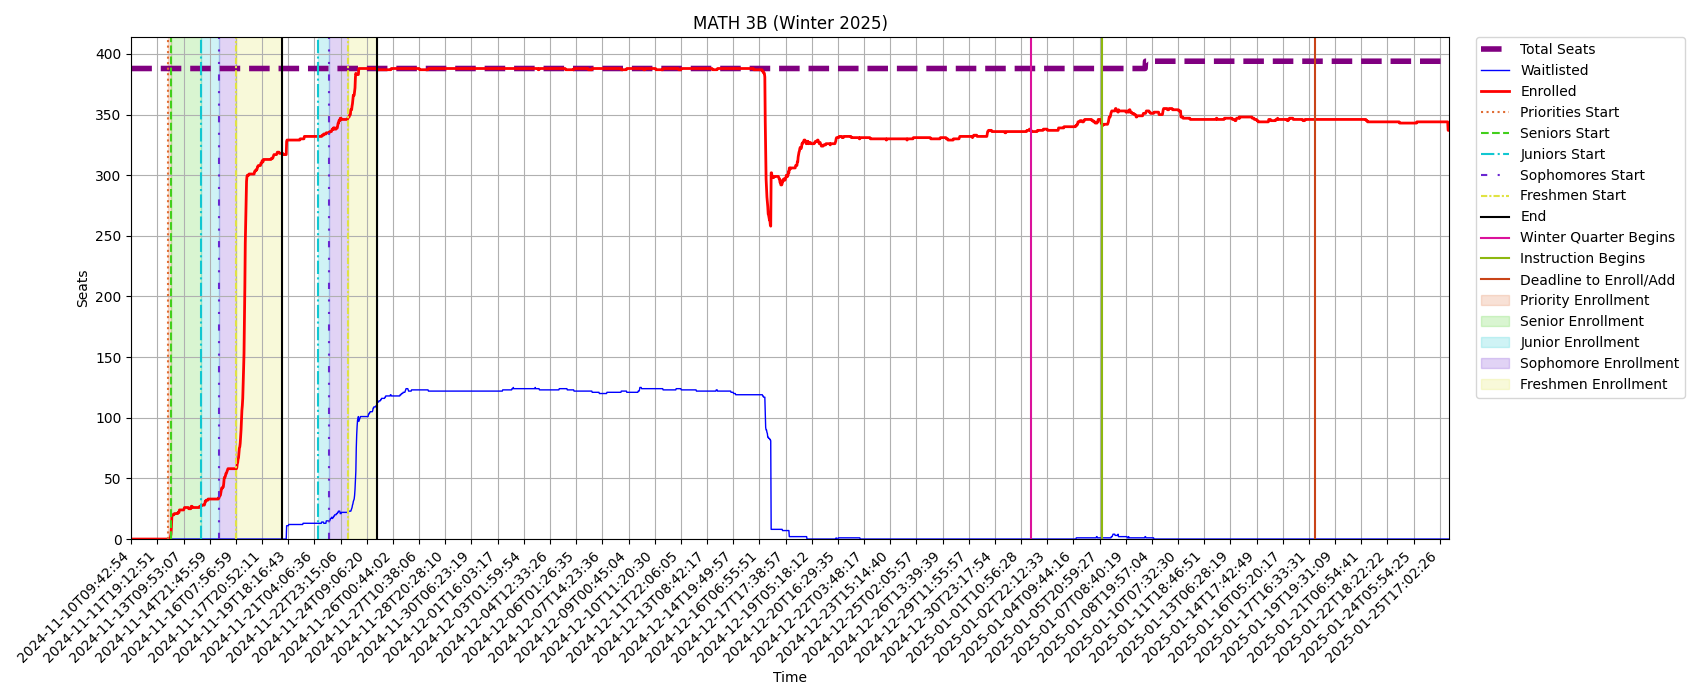 MATH 3B (Winter 2025)
Seats
400
350
300
250
200
150
100
50
0
2024-11-10T09:42:54
2024-11-11T19:12:51
2024-11-13T09:53:07
2024-11-14T21:45:59
2024-11-16T07:56:59
2024-11-17T20:52:11
2024-11-19T18:16:43
2024-11-21T04:06:36
2024-11-22T23:15:06
2024-11-24T09:06:20
2024-11-26T00:44:02
2024-11-27T10:38:06
2024-11-28T20:28:10
2024-11-30T06:23:19
2024-12-01T16:03:17
2024-12-03T01:59:54
2024-12-04T12:33:26
2024-12-06T01:26:35
2024-12-07T14:23:36
2024-12-09T00:45:04
2024-12-10T11:20:30
2024-12-11T22:06:05
2024-12-13T08:42:17
2024-12-14T19:49:57
2024-12-16T06:55:51
2024-12-17T17:38:57
2024-12-19T05:18:12
2024-12-20T16:29:35
2024-12-22T03:48:17
2024-12-23T15:14:40
2024-12-25T02:05:57
2024-12-26T13:39:39
2024-12-29T11:55:57
2024-12-30T23:17:54
2025-01-01T10:56:28
2025-01-02T22:12:33
2025-01-04T09:44:16
2025-01-05T20:59:27
2025-01-07T08:40:19
2025-01-08T19:57:04
2025-01-10T07:32:30
2025-01-11T18:46:51
2025-01-13T06:28:19
2025-01-14T17:42:49
2025-01-16T05:20:17
2025-01-17T16:33:31
2025-01-19T19:31:09
2025-01-21T06:54:41
2025-01-22T18:22:22
2025-01-24T05:54:25
2025-01-25T17:02:26
Time
Total Seats
Waitlisted
Enrolled
Priorities Start
Seniors Start
Juniors Start
Sophomores Start
Freshmen Start
End
Winter Quarter Begins
Instruction Begins
Deadline to Enroll/Add
Priority Enrollment
Senior Enrollment
Junior Enrollment
Sophomore Enrollment
Freshmen Enrollment